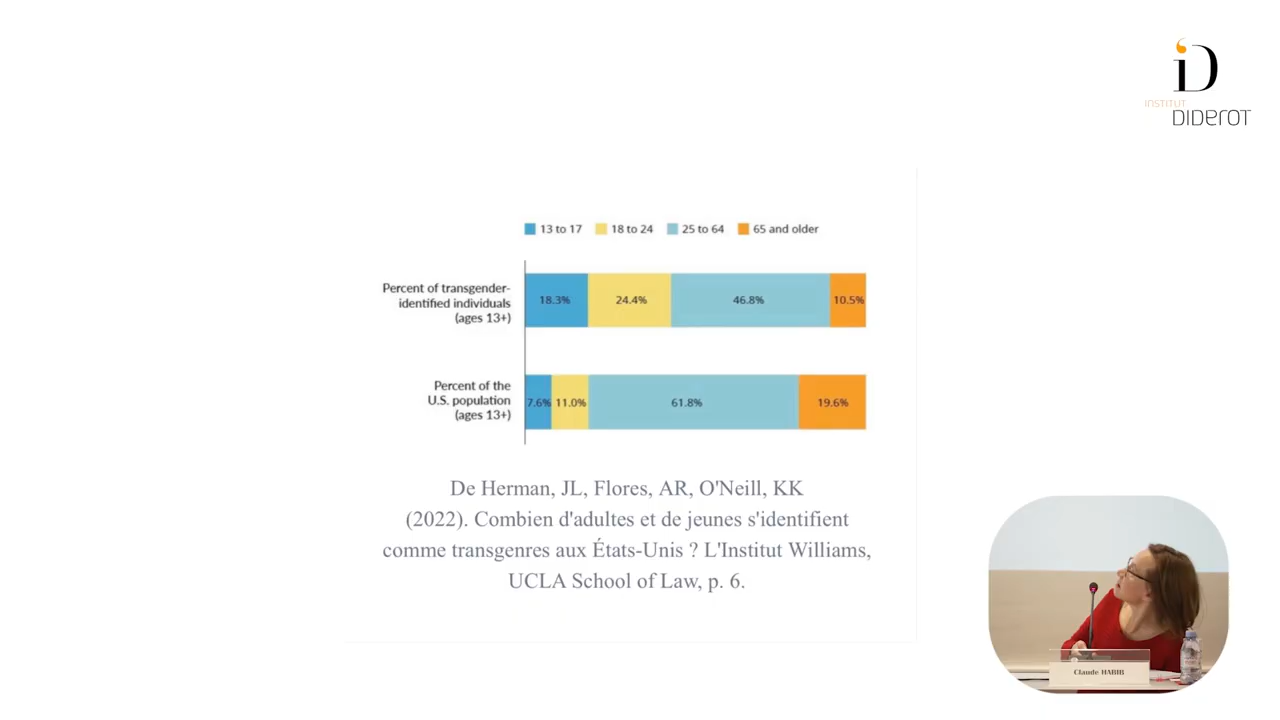 INSTITUT
DIDEROT
13 to 17 18 to 24 25 to 64 65 and older
Percent of transgender-
identified individuals
(ages 13+)
18.3% 24.4% 46.8% 10.5%
Percent of the
U.S. population
(ages 13+)
7.6% 11.0% 61.8% 19.6%
De Herman, JL, Flores, AR, O'Neill, KK
(2022). Combien d'adultes et de jeunes s'identifient
comme transgenres aux États-Unis ? L'Institut Williams,
UCLA School of Law, p. 6.
Claude HABIB